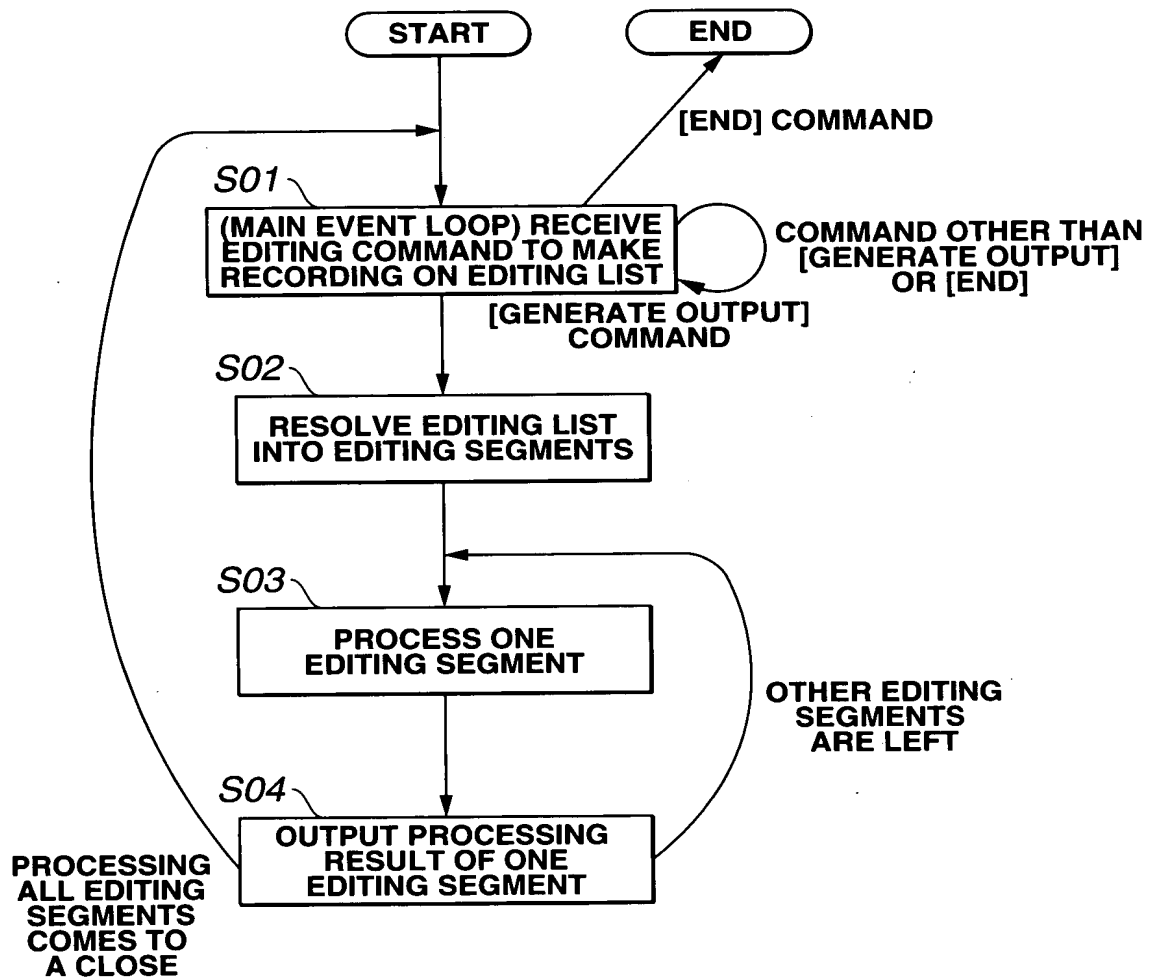 START
END
[END] COMMAND
S01
(MAIN EVENT LOOP) RECEIVE
EDITING COMMAND TO MAKE
RECORDING ON EDITING LIST
COMMAND OTHER THAN
[GENERATE OUTPUT]
OR [END]
[GENERATE OUTPUT]
COMMAND
S02
RESOLVE EDITING LIST
INTO EDITING SEGMENTS
S03
PROCESS ONE
EDITING SEGMENT
OTHER EDITING
SEGMENTS
ARE LEFT
S04
OUTPUT PROCESSING
RESULT OF ONE
EDITING SEGMENT
PROCESSING
ALL EDITING
SEGMENTS
COMES TO
A CLOSE